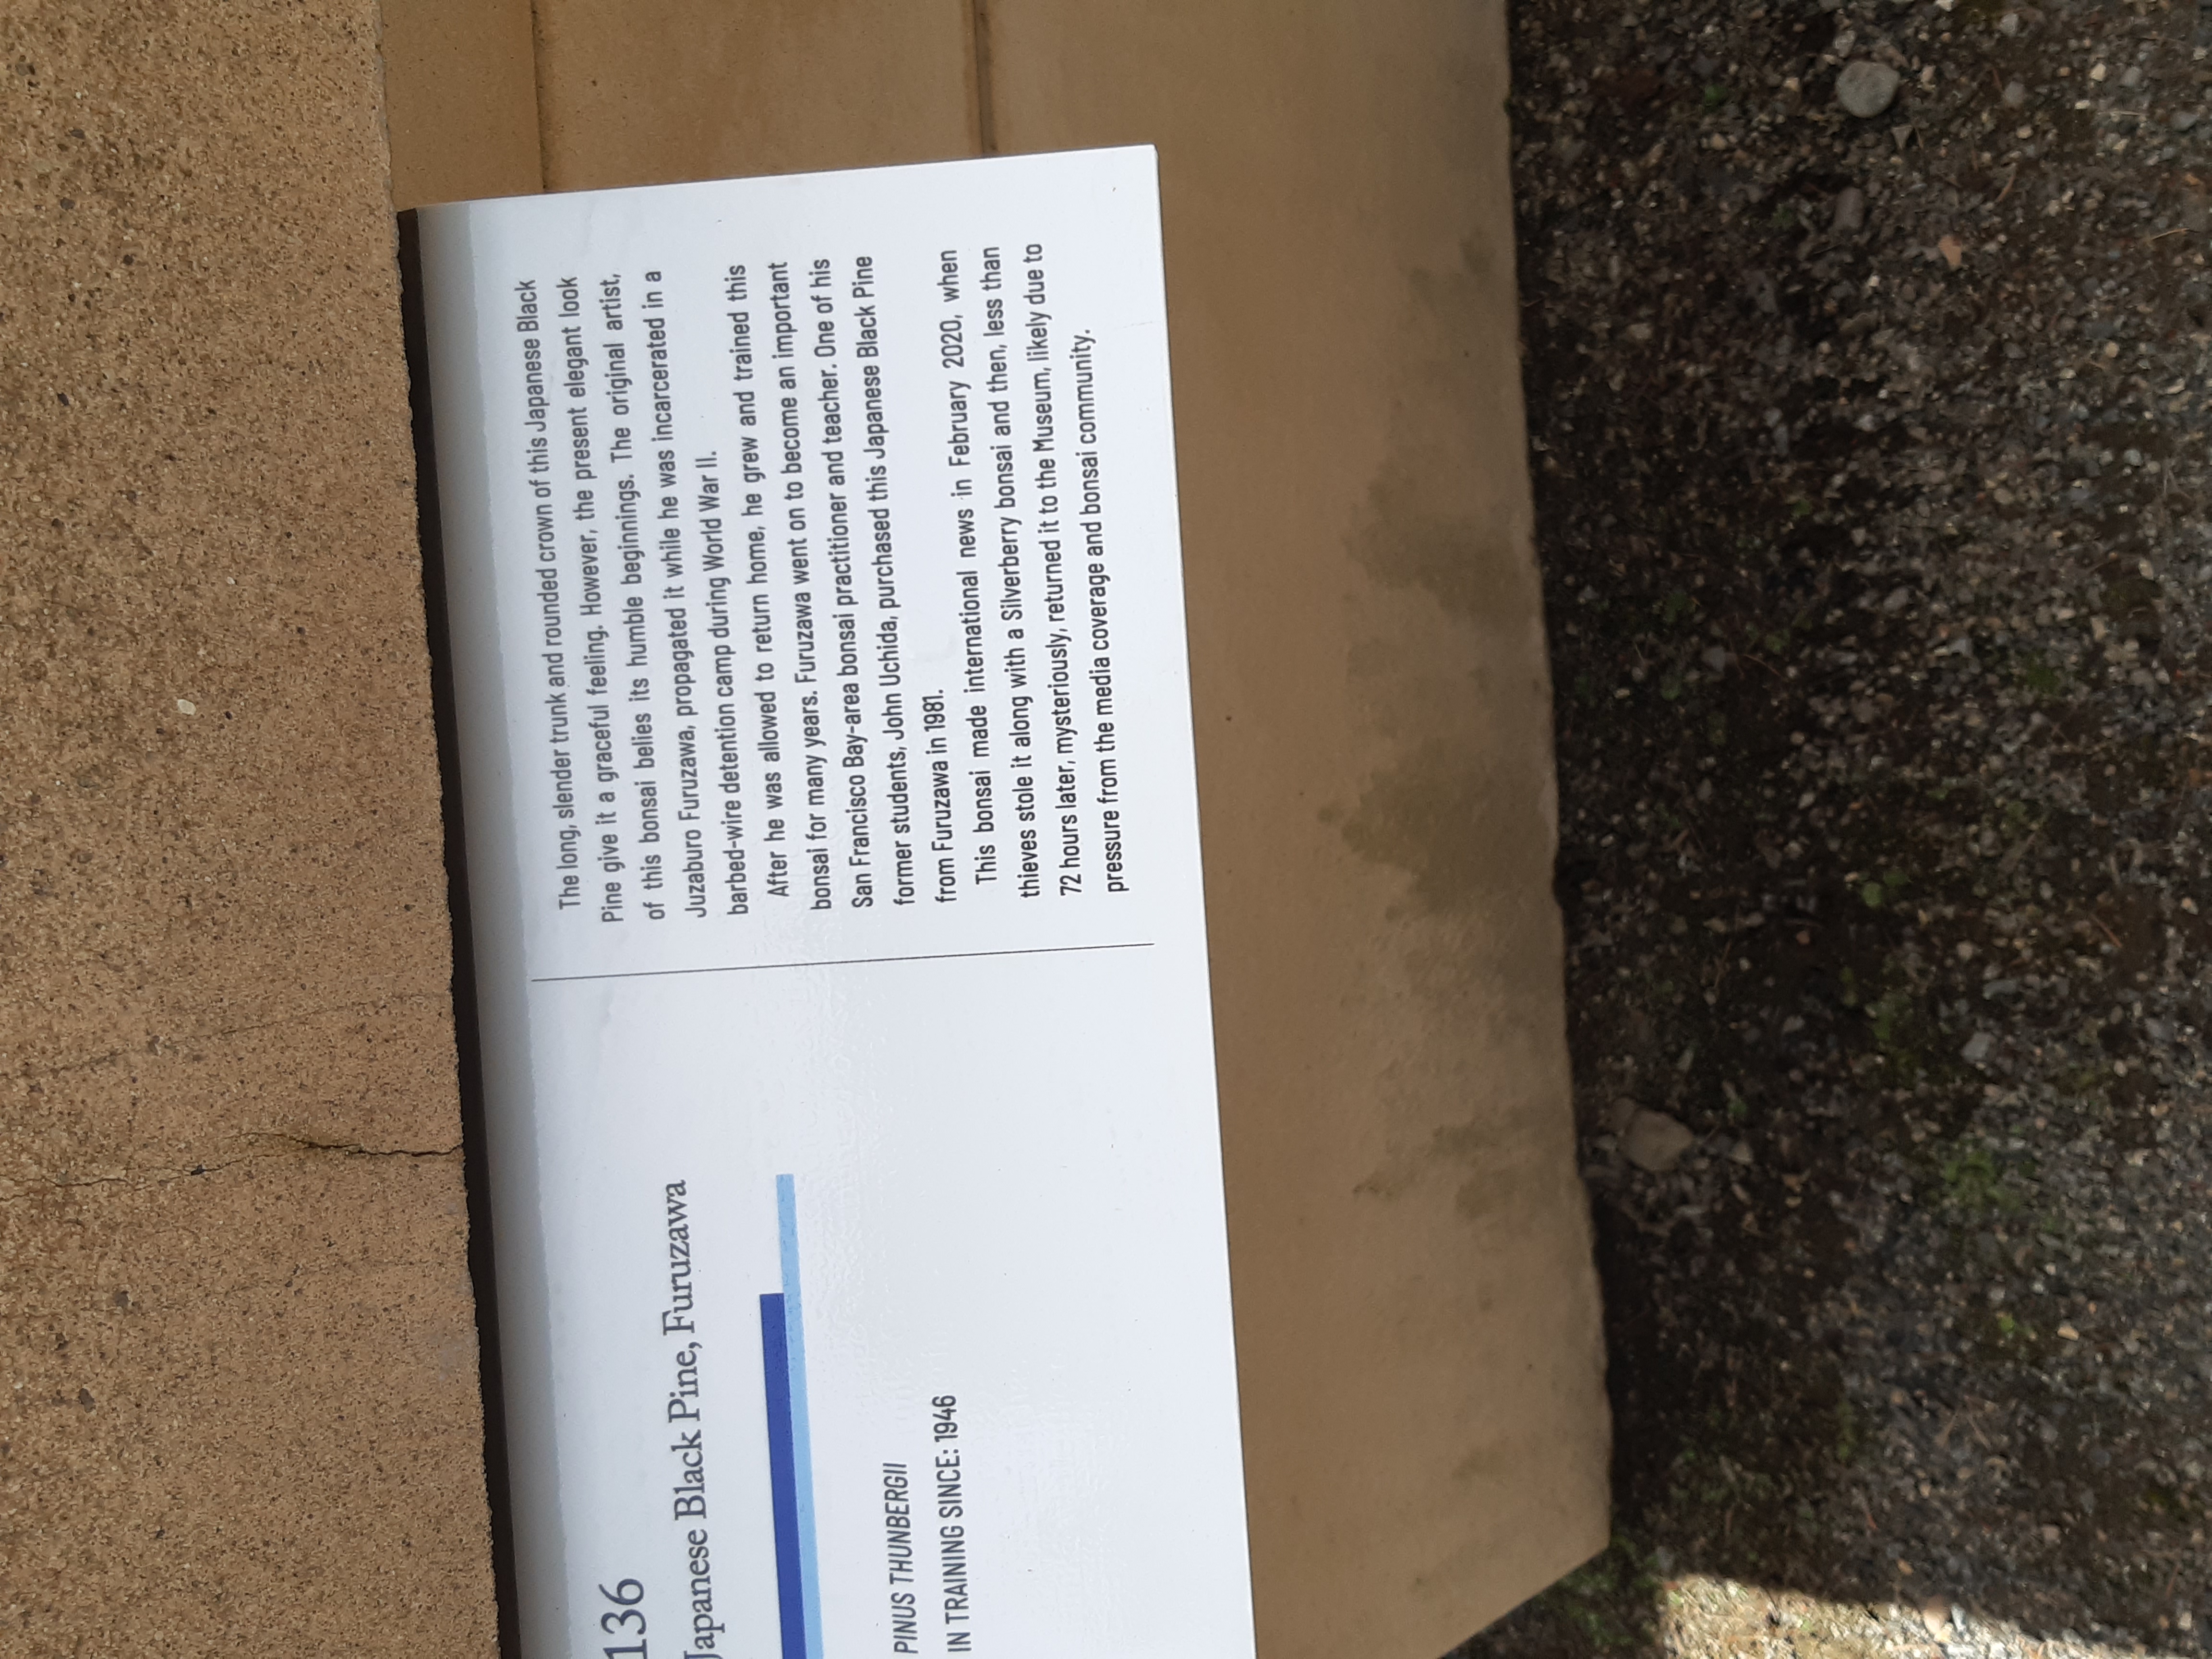 136
Japanese Black Pine, Furuzawa
PINUS THUNBERGII
IN TRAINING SINCE: 1946
The long, slender trunk and rounded crown of this Japanese Black
Pine give it a graceful feeling. However, the present elegant look
of this bonsai belies its humble beginnings. The original artist,
Juzaburo Furuzawa, propagated it while he was incarcerated in a
barbed-wire detention camp during World War II.
After he was allowed to return home, he grew and trained this
bonsai for many years. Furuzawa went on to become an important
San Francisco Bay-area bonsai practitioner and teacher. One of his
former students, John Uchida, purchased this Japanese Black Pine
from Furuzawa in 1981.
This bonsai made international news in February 2020, when
thieves stole it along with a Silverberry bonsai and then, less than
72 hours later, mysteriously, returned it to the Museum, likely due to
pressure from the media coverage and bonsai community.